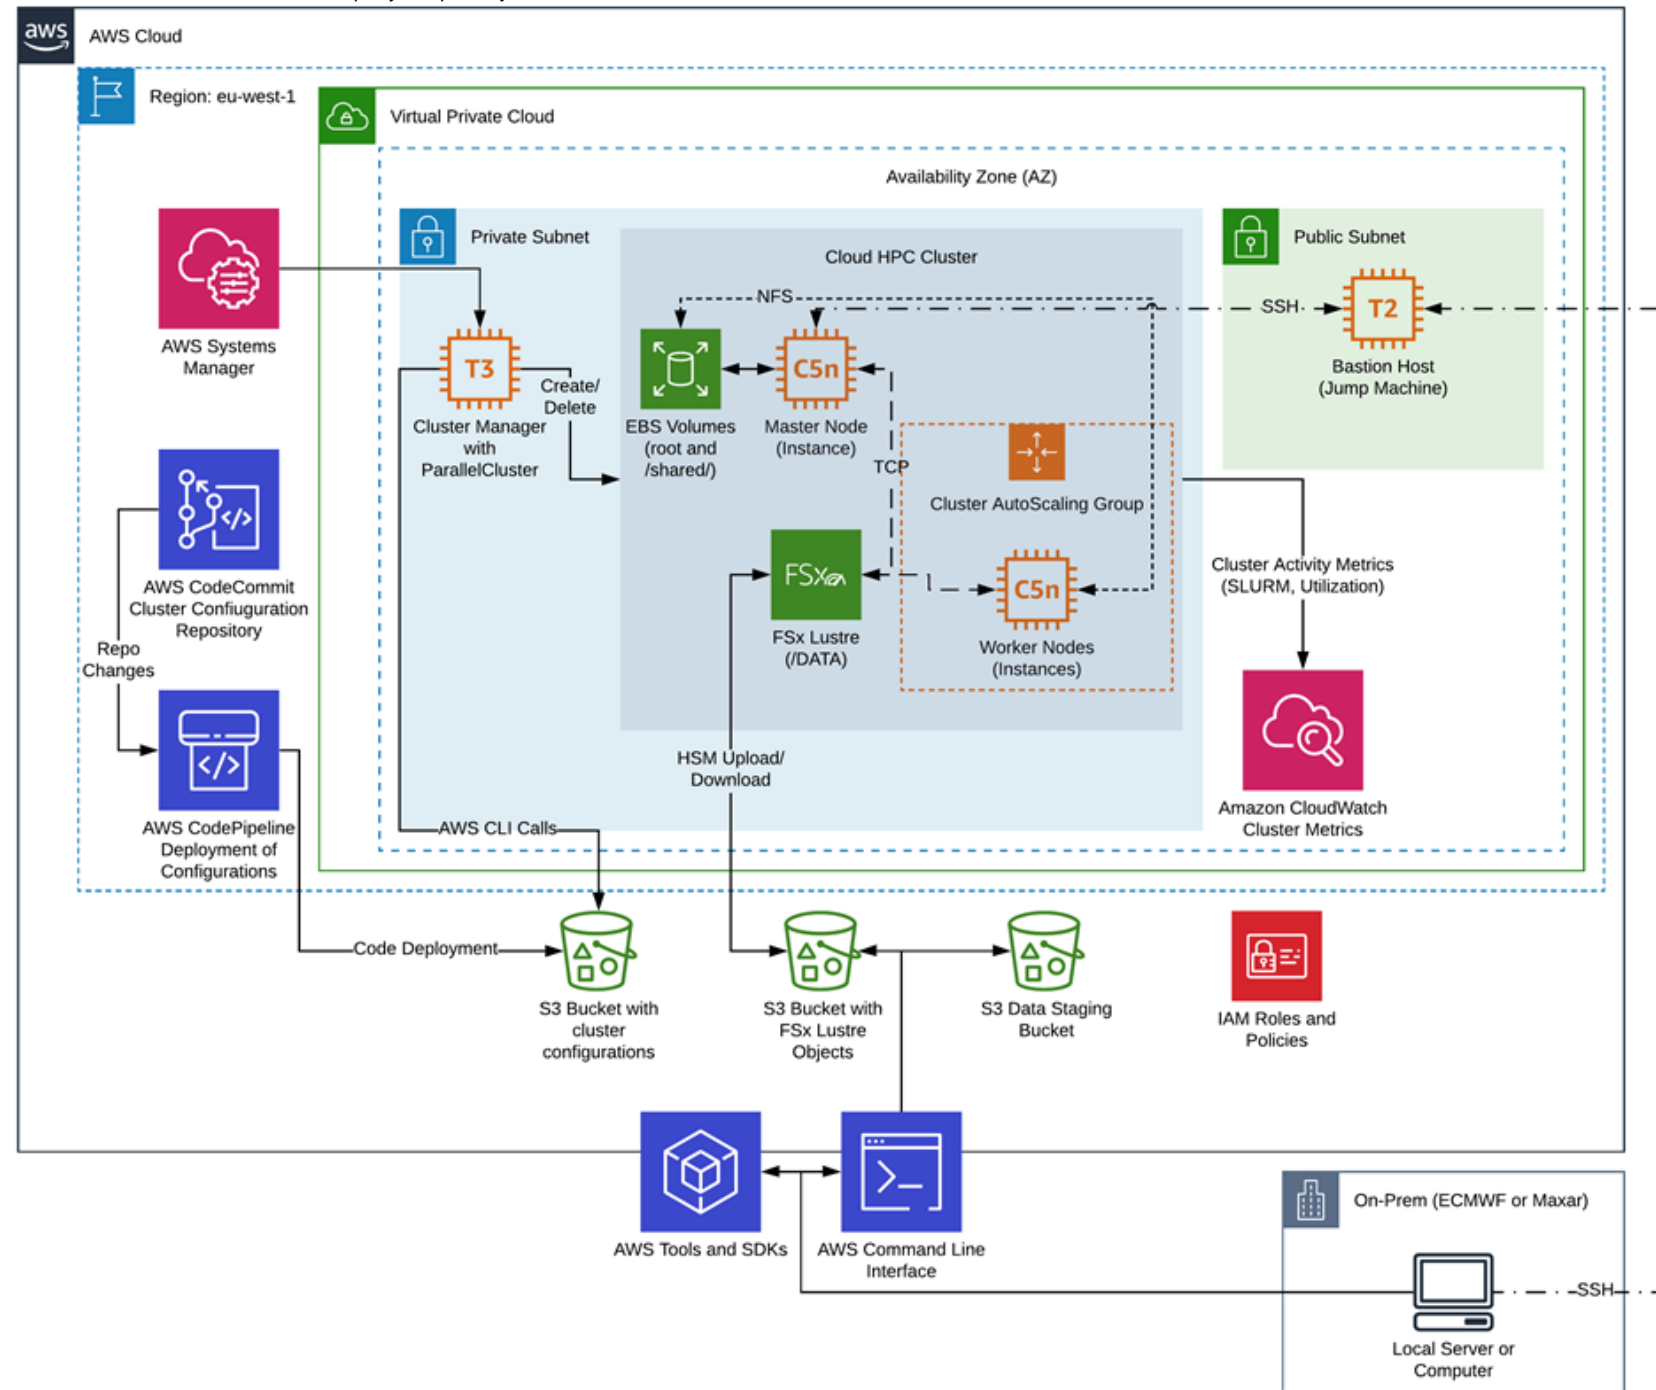 aws
AWS Cloud
Region: eu-west-1
Virtual Private Cloud
Availability Zone (AZ)
Private Subnet
Public Subnet
Cloud HPC Cluster
NFS
SSH
T2
Bastion Host
(Jump Machine)
AWS Systems
Manager
T3
Create/
Delete
C5n
Cluster Manager
with
ParallelCluster
EBS Volumes
(root and
/shared/)
Master Node
(Instance)
TCP
Cluster AutoScaling Group
FSx
FSx Lustre
(/DATA)
C5n
Worker Nodes
(Instances)
Cluster Activity Metrics
(SLURM, Utilization)
AWS CodeCommit
Cluster Confiuguration
Repository
Repo
Changes
HSM Upload/
Download
Amazon CloudWatch
Cluster Metrics
AWS CodePipeline
Deployment of
Configurations
AWS CLI Calls
Code Deployment
S3 Bucket with
cluster
configurations
S3 Bucket with
FSx Lustre
Objects
S3 Data Staging
Bucket
IAM Roles and
Policies
AWS Tools and SDKs
AWS Command Line
Interface
On-Prem (ECMWF or Maxar)
SSH
Local Server or
Computer